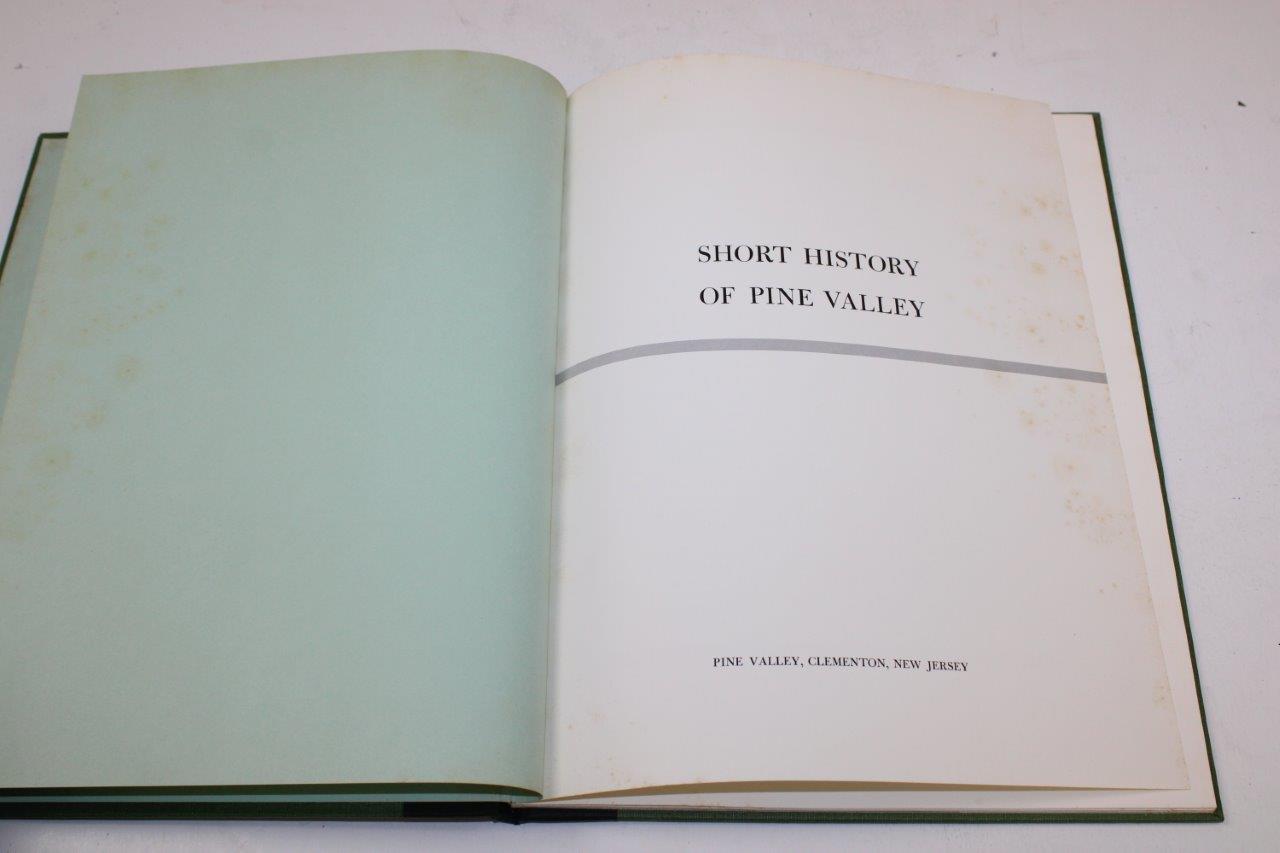 SHORT HISTORY
OF PINE VALLEY
PINE VALLEY, CLEMENTON, NEW JERSEY